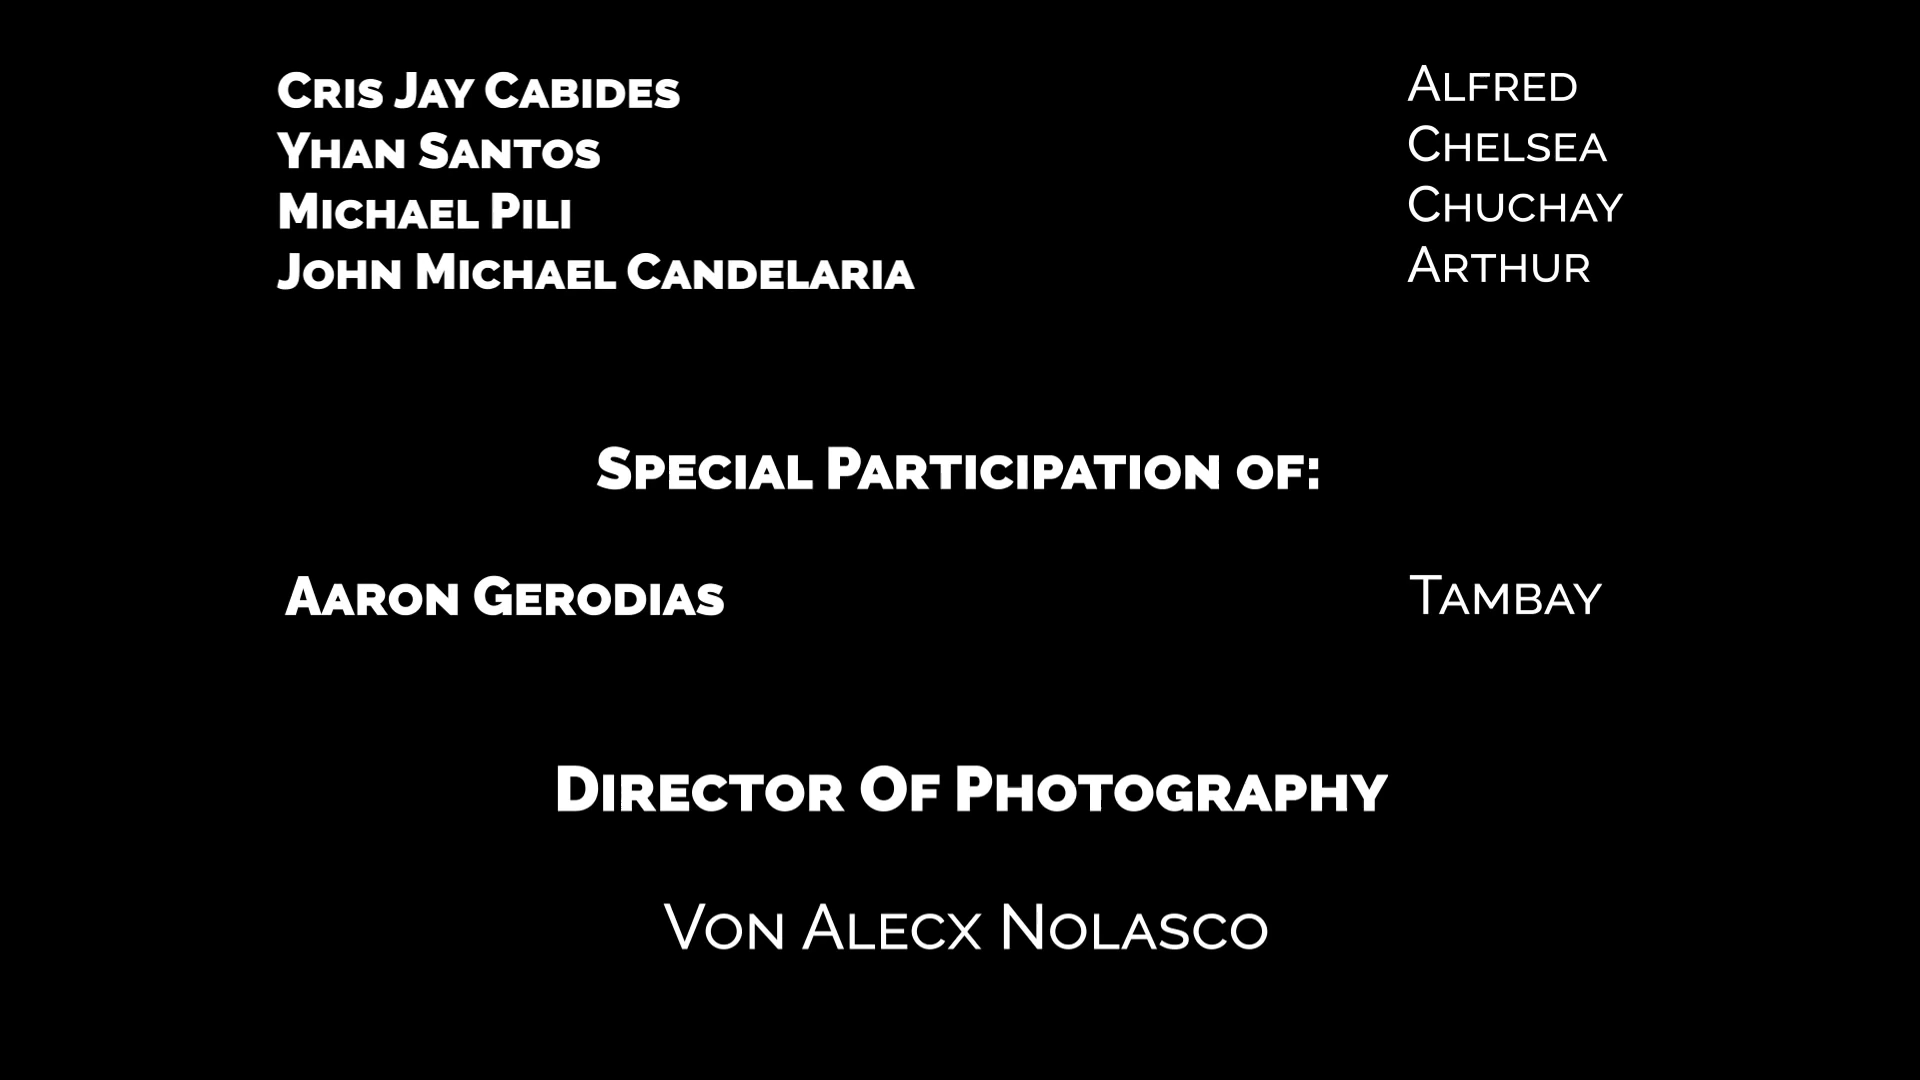 Cris Jay Cabides Alfred
Yhan Santos Chelsea
Michael Pili Chuchay
John Michael Candelaria Arthur
Special Participation of:
Aaron Gerodias Tambay
Director Of Photography
Von Alecx Nolasco